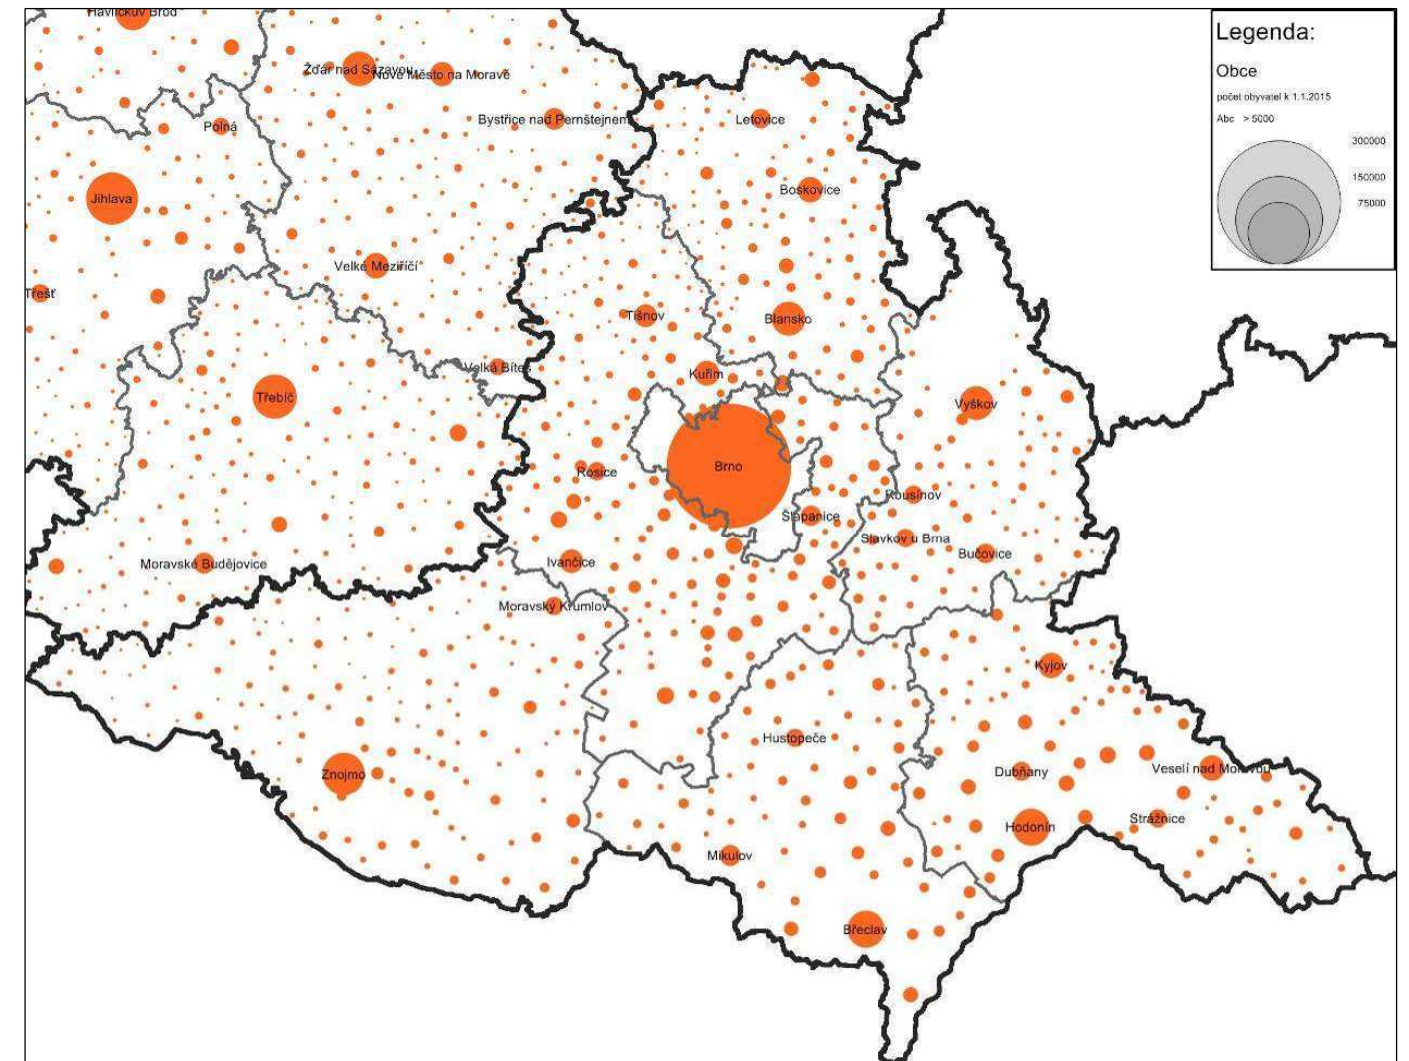 Havlíčkův Brod
Legenda:
Obce
počet obyvatel k 1.1.2015
Abc > 5000
300000
150000
75000
Žďár nad Sázavou
Nové Město na Moravě
Bystřice nad Pernštejnem
Letovice
Polná
Boskovice
Jihlava
Velké Meziříčí
Třešť
Tišnov
Blansko
Velká Bíteš
Kuřim
Třebíč
Vyškov
Brno
Rosice
Rousínov
Šlapanice
Slavkov u Brna
Bučovice
Moravské Budějovice
Ivančice
Moravský Krumlov
Kyjov
Hustopeče
Znojmo
Dubňany
Veselí nad Moravou
Strážnice
Hodonín
Mikulov
Břeclav